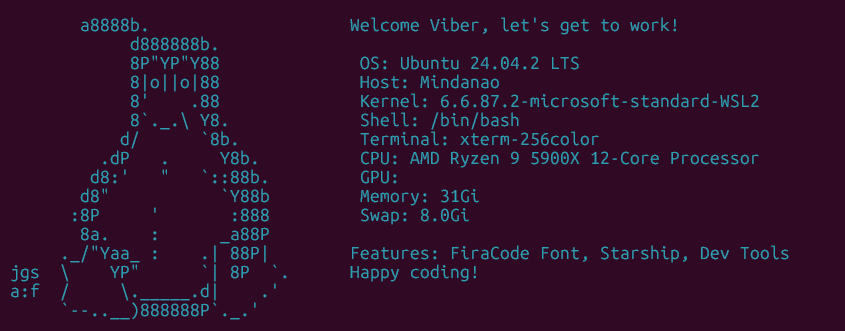 a8888b.                    Welcome Viber, let's get to work!
             d888888b.
             8P"YP"Y88              OS: Ubuntu 24.04.2 LTS
             8|o||o|88              Host: Mindanao
             8'    .88              Kernel: 6.6.87.2-microsoft-standard-WSL2
             8`._.\ Y8.             Shell: /bin/bash
            d/      `8b.            Terminal: xterm-256color
          .dP   .     Y8b.          CPU: AMD Ryzen 9 5900X 12-Core Processor
         d8:'   "   `::88b.         GPU:
        d8"           `Y88b         Memory: 31Gi
       :8P     '       :888         Swap: 8.0Gi
        8a.    :      _a88P
      ._/"Yaa_ :    .| 88P|        Features: FiraCode Font, Starship, Dev Tools
 jgs  \    YP"      `| 8P  `.      Happy coding!
 a:f  /     \._____.d|    .'
      `--..__)888888P`._.'